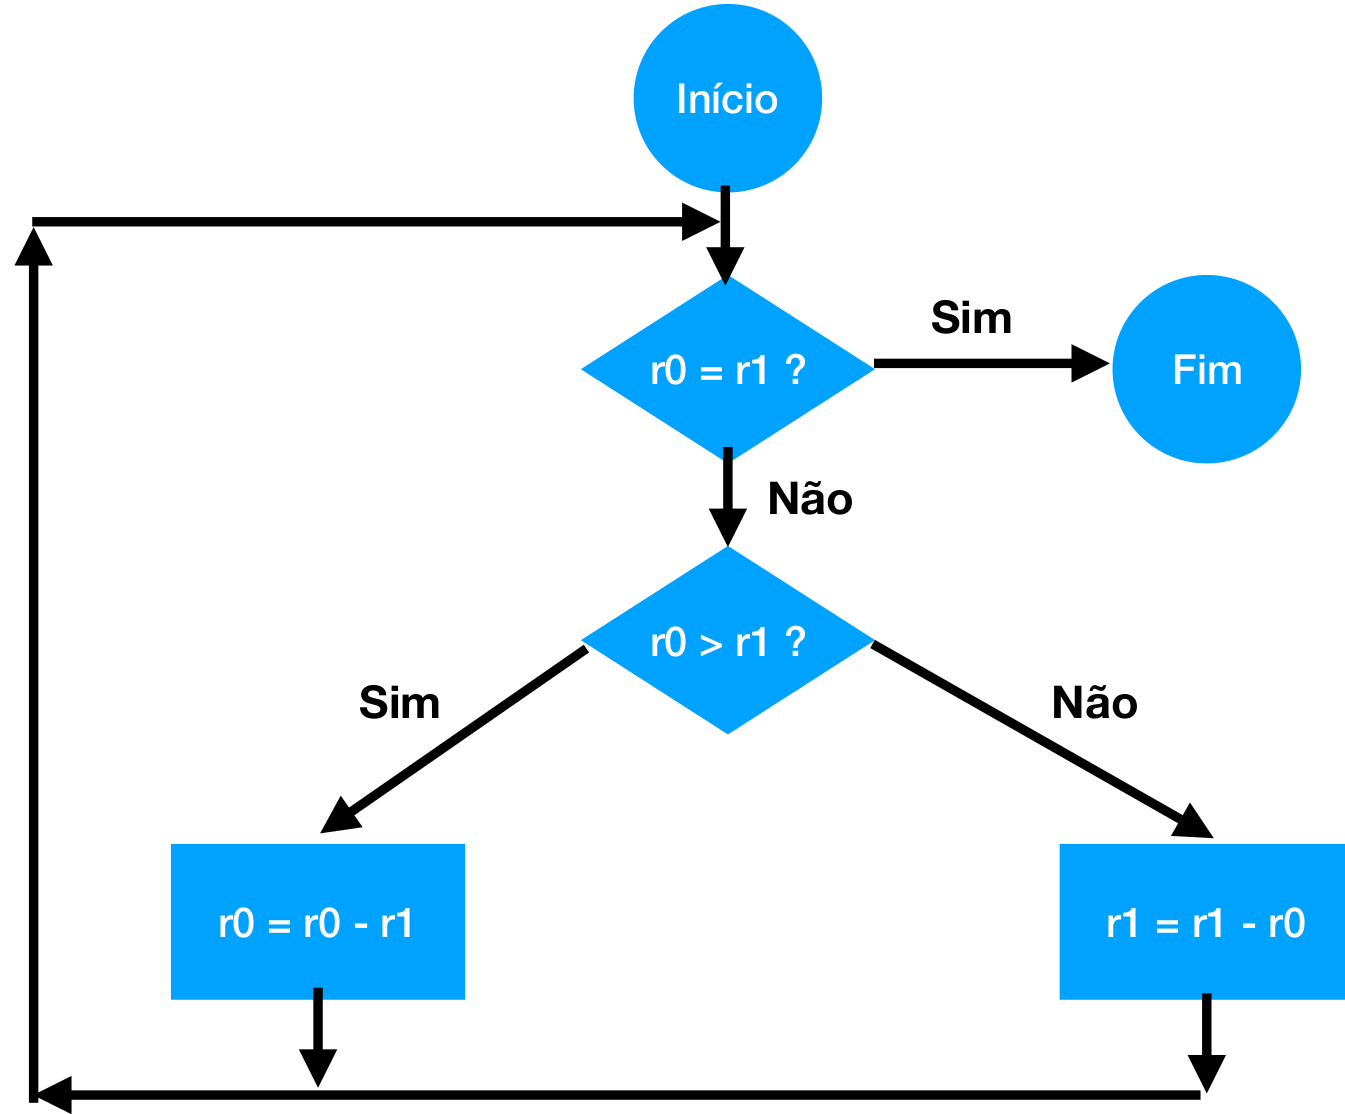 Início
r0 = r1 ?
Sim
Fim
Não
r0 > r1 ?
Sim
Não
r0 = r0 - r1
r1 = r1 - r0